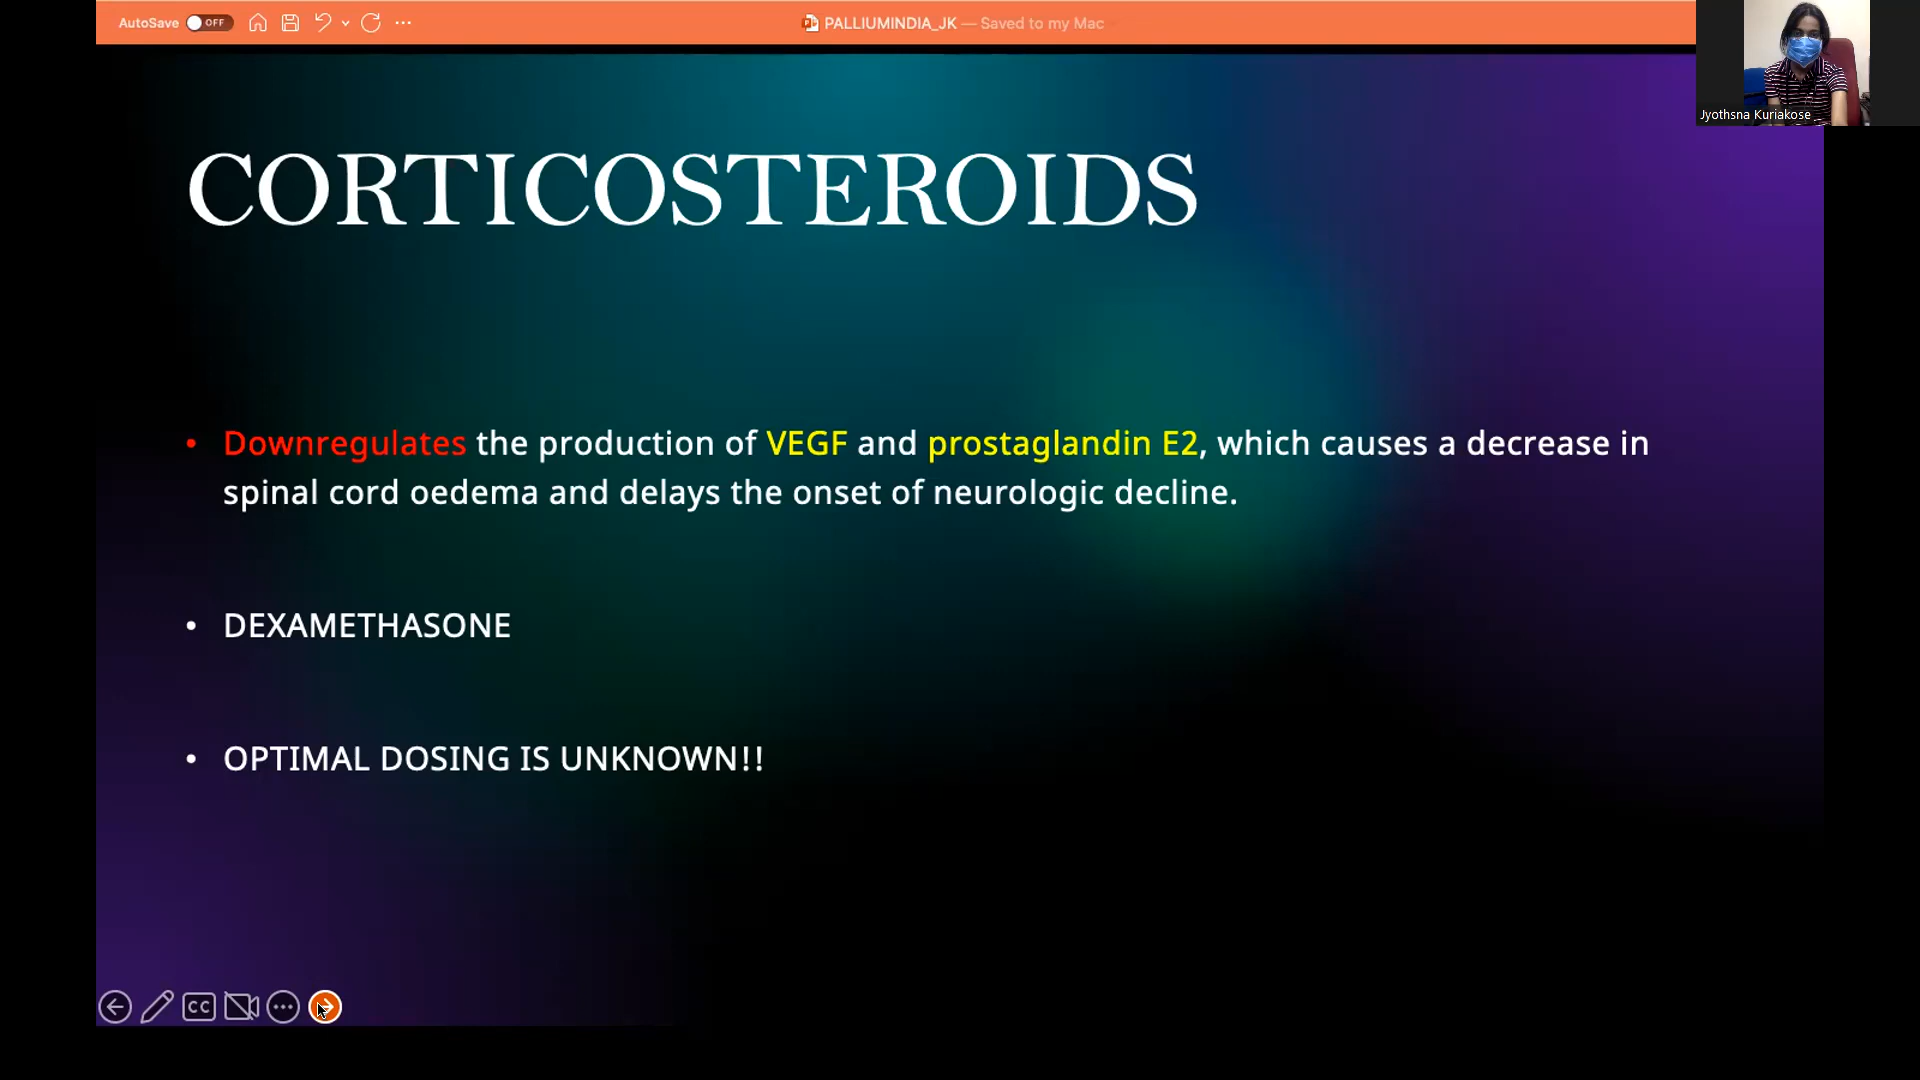 AutoSave OFF
PALLIUMINDIA_JK — Saved to my Mac
Jyothsna Kuriakose
CORTICOSTEROIDS
• Downregulates the production of VEGF and prostaglandin E2, which causes a decrease in
spinal cord oedema and delays the onset of neurologic decline.
• DEXAMETHASONE
• OPTIMAL DOSING IS UNKNOWN!!
CC